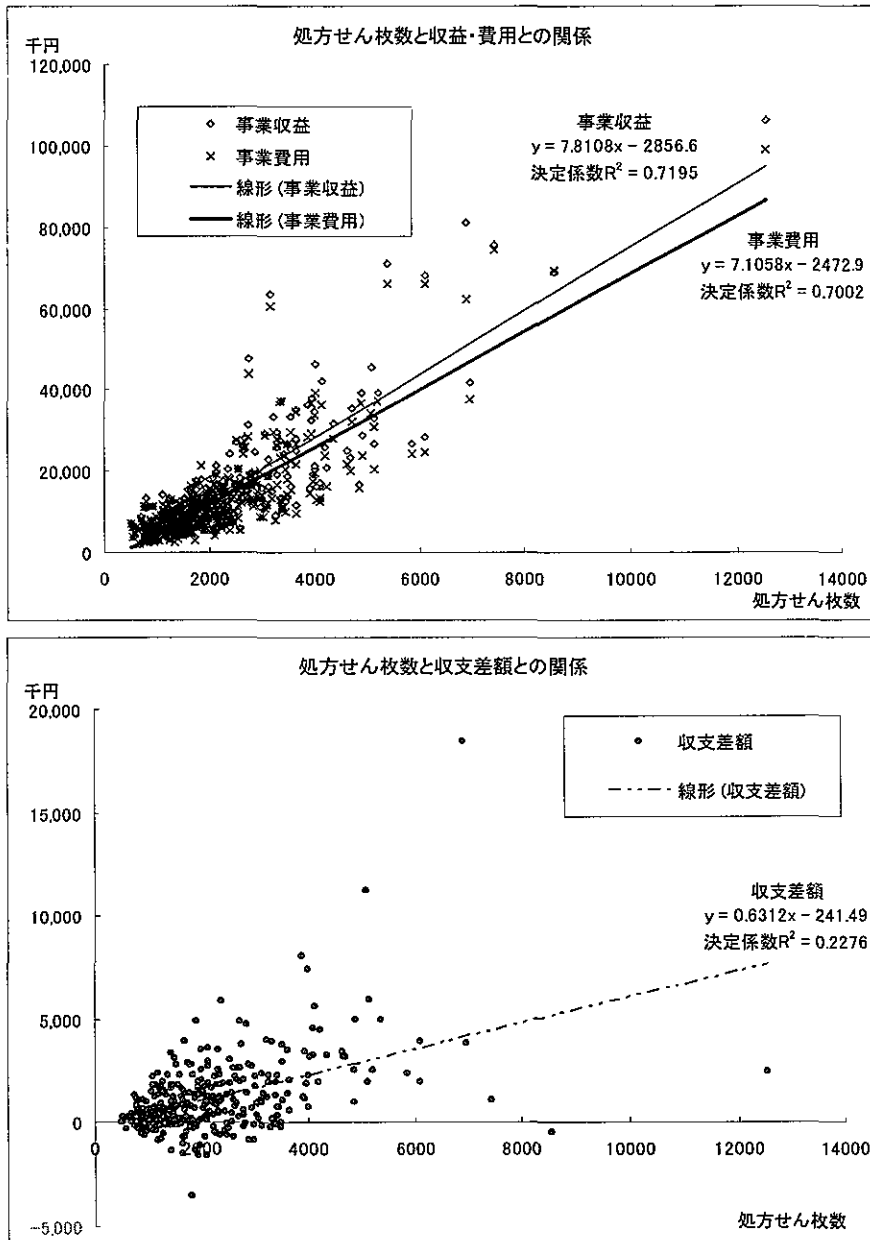 処方せん枚数と収益・費用との関係
千円
120,000
100,000
80,000
60,000
40,000
20,000
0
事業収益
事業費用
線形(事業収益)
線形(事業費用)
事業収益
y = 7.8108x − 2856.6
決定係数R² = 0.7195
事業費用
y = 7.1058x − 2472.9
決定係数R² = 0.7002
0 2000 4000 6000 8000 10000 12000 14000
処方せん枚数
処方せん枚数と収支差額との関係
千円
20,000
15,000
10,000
5,000
0
−5,000
収支差額
線形(収支差額)
収支差額
y = 0.6312x − 241.49
決定係数R² = 0.2276
0 2000 4000 6000 8000 10000 12000 14000
処方せん枚数